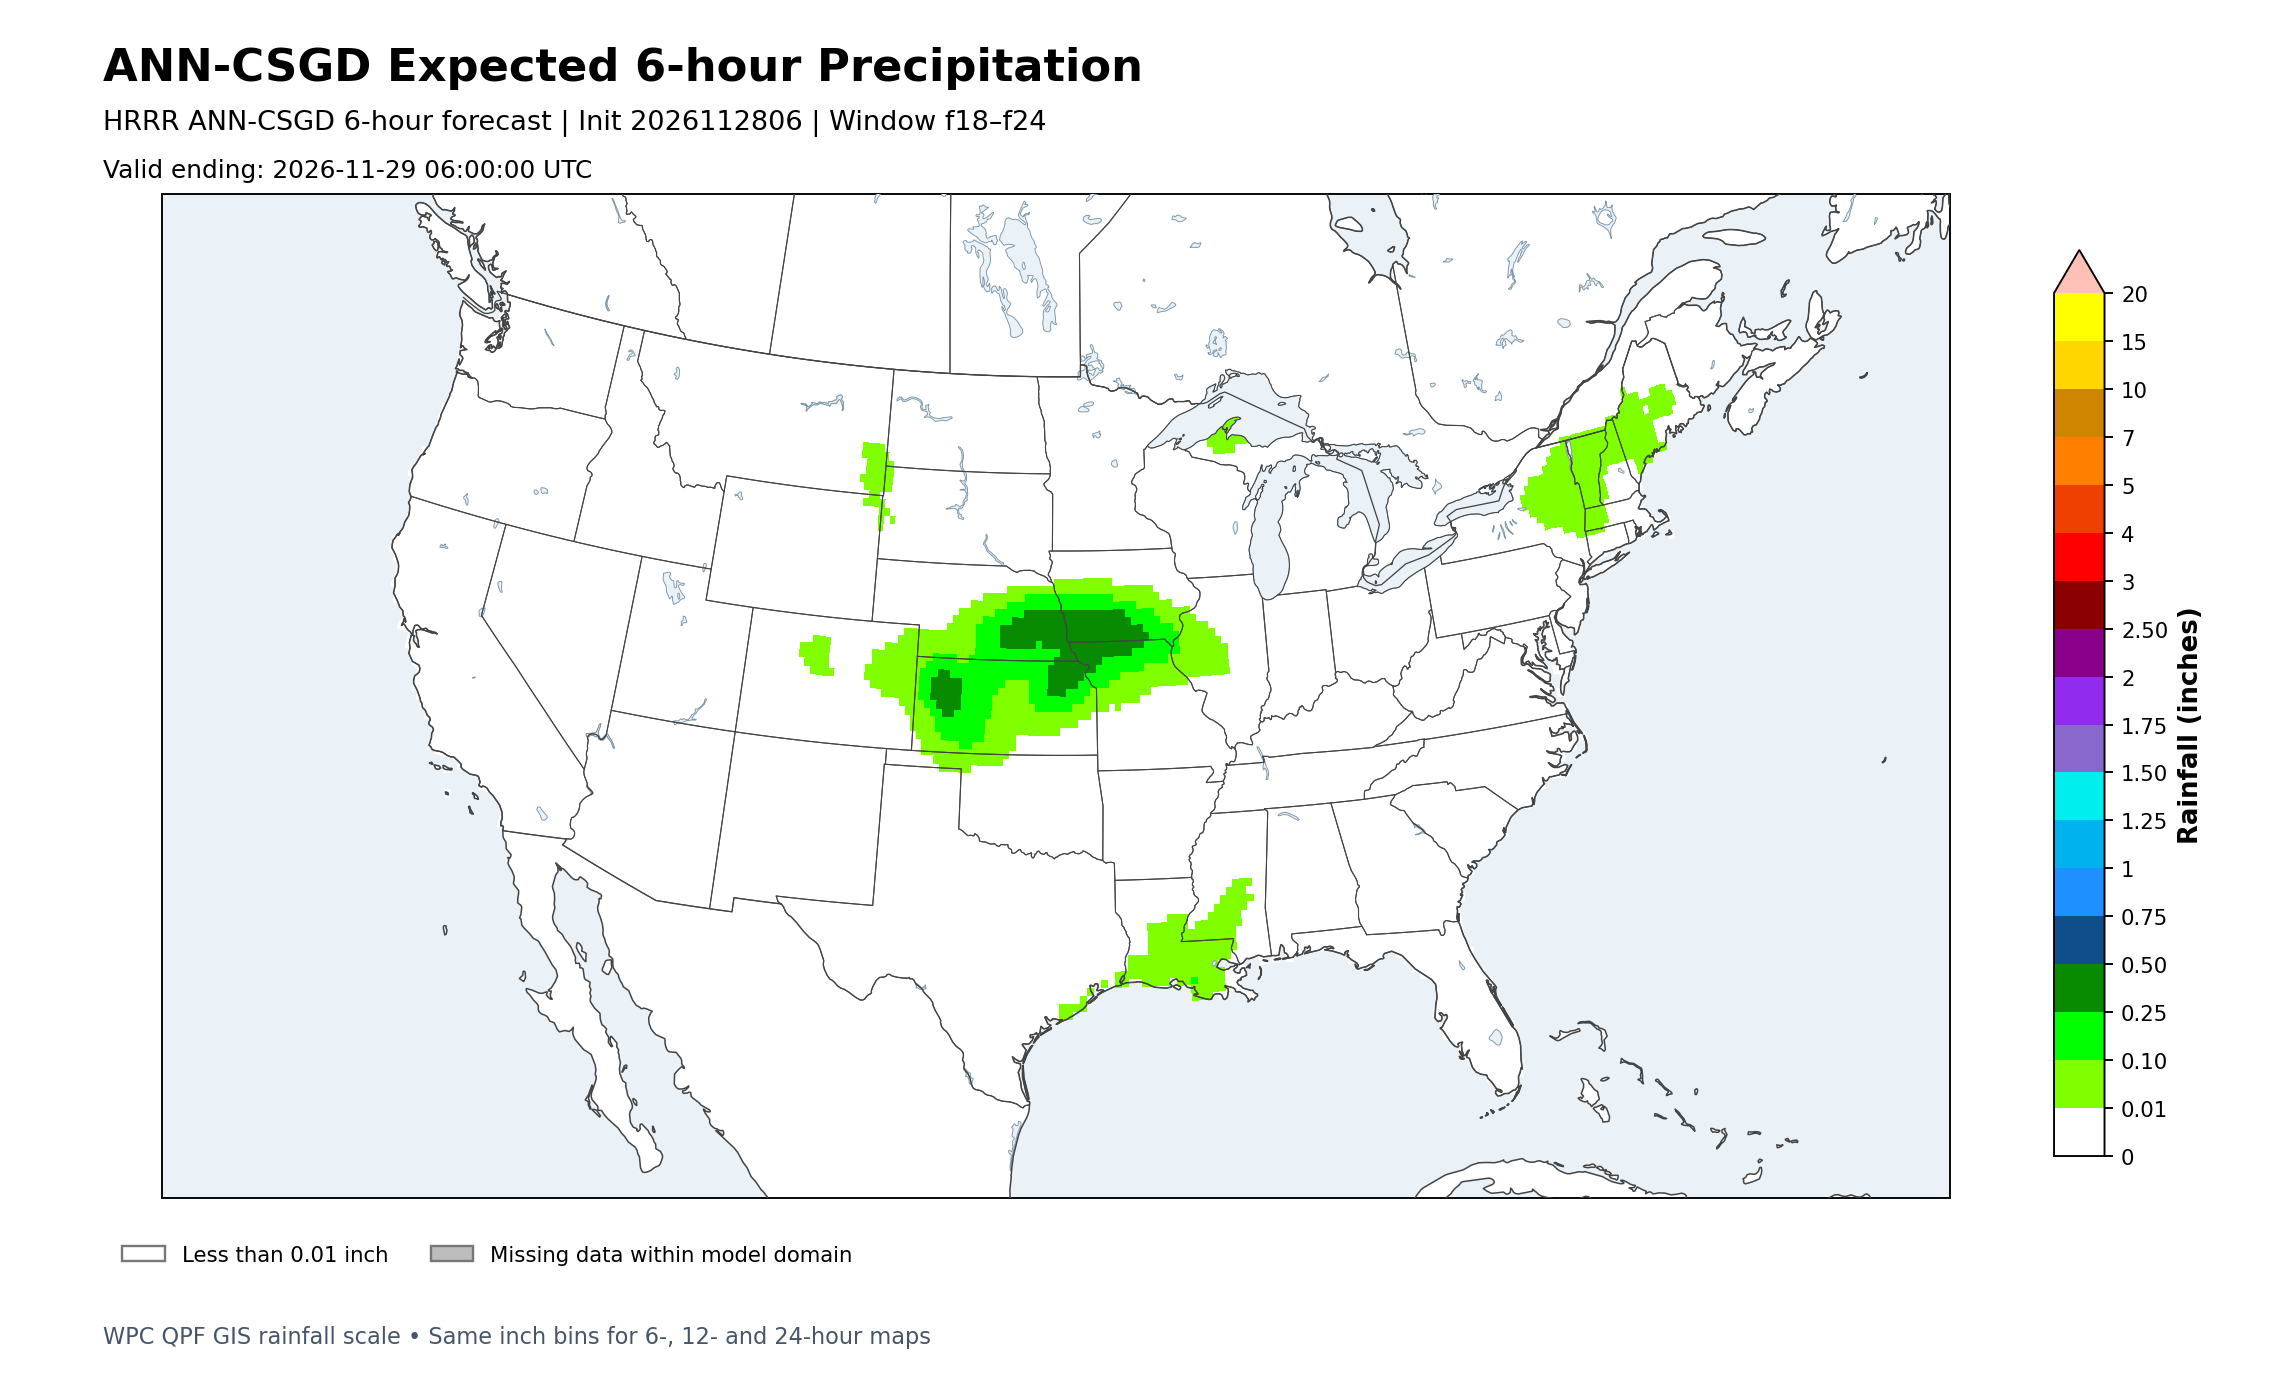 ANN-CSGD Expected 6-hour Precipitation
HRRR ANN-CSGD 6-hour forecast | Init 2026112806 | Window f18–f24
Valid ending: 2026-11-29 06:00:00 UTC
20
15
10
7
5
4
3
2.50
2
1.75
1.50
1.25
1
0.75
0.50
0.25
0.10
0.01
0
Rainfall (inches)
Less than 0.01 inch
Missing data within model domain
WPC QPF GIS rainfall scale • Same inch bins for 6-, 12- and 24-hour maps